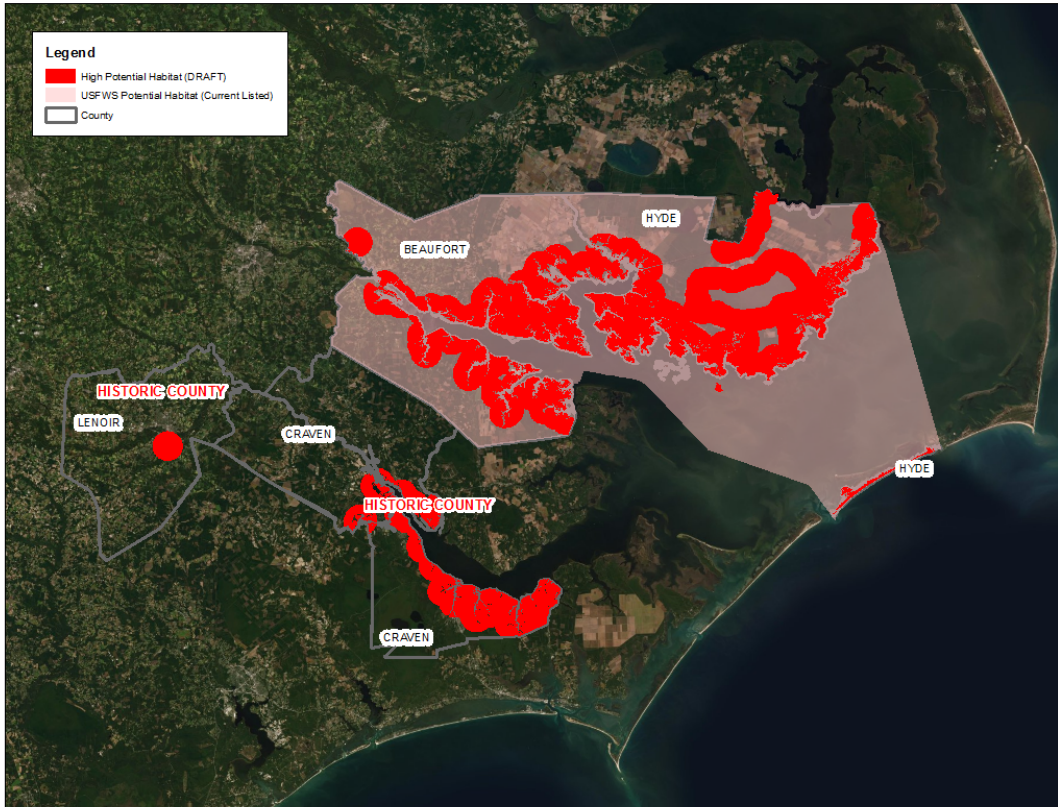 Legend
High Potential Habitat (DRAFT)
USFWS Potential Habitat (Current Listed)
County
HYDE
BEAUFORT
HISTORIC COUNTY
LENOIR
CRAVEN
HYDE
HISTORIC COUNTY
CRAVEN